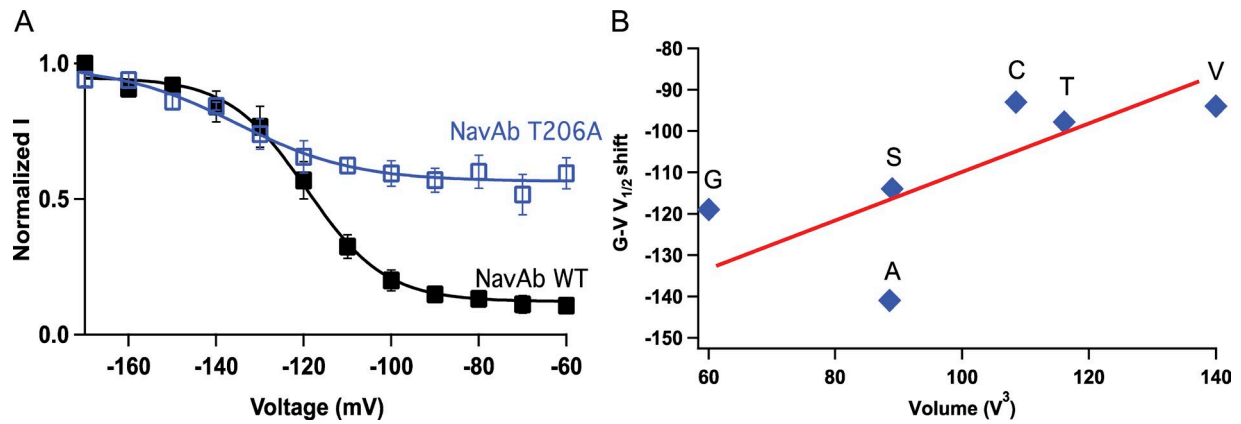 A
1.0
0.5
0.0
Normalized I
NavAb T206A
NavAb WT
-160 -140 -120 -100 -80 -60
Voltage (mV)
B
-80
-90
-100
-110
-120
-130
-140
-150
G-V V1/2 shift
G
S
A
C
T
V
60 80 100 120 140
Volume (V³)